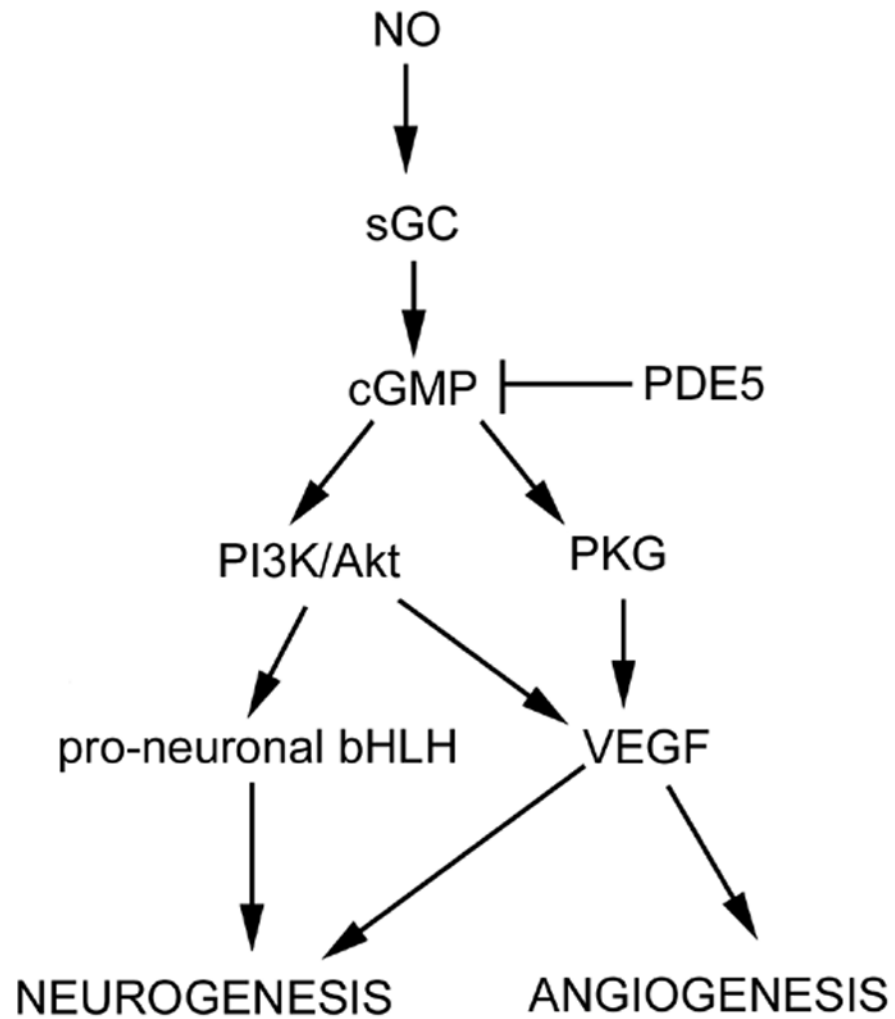 NO
sGC
cGMP PDE5
PI3K/Akt PKG
pro-neuronal bHLH VEGF
NEUROGENESIS ANGIOGENESIS